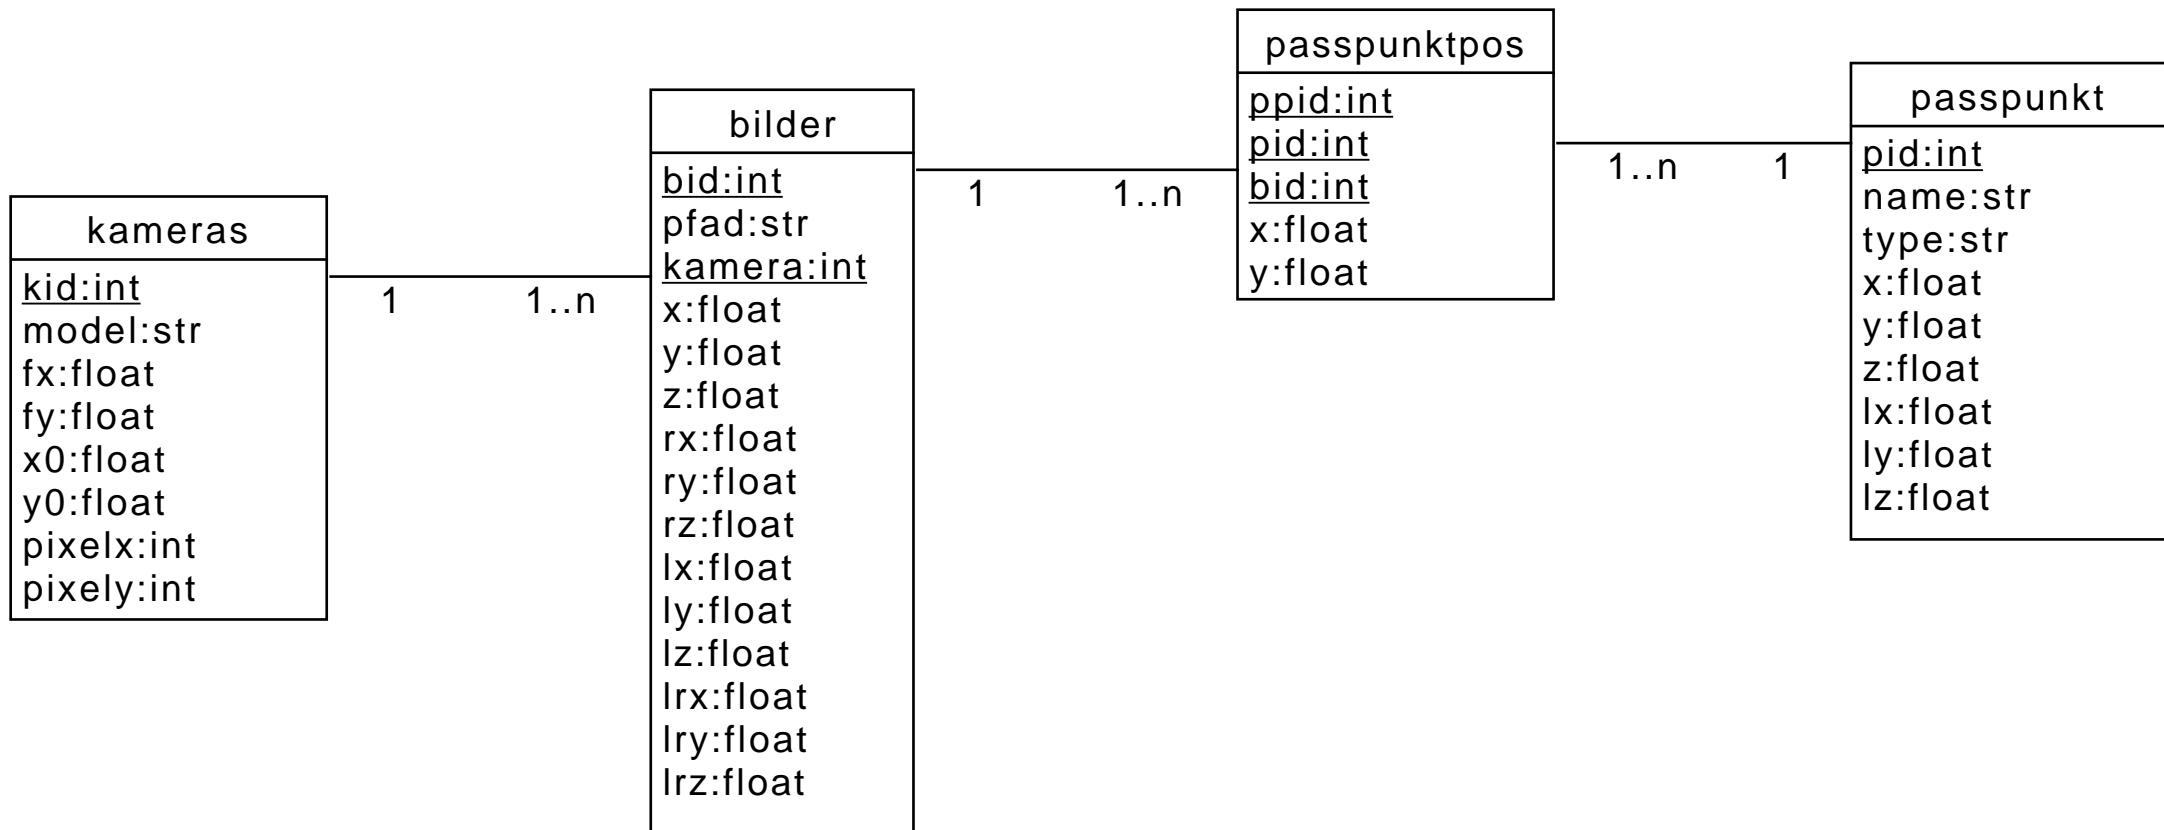 kameras
kid:int
model:str
fx:float
fy:float
x0:float
y0:float
pixelx:int
pixely:int
1
1..n
bilder
bid:int
pfad:str
kamera:int
x:float
y:float
z:float
rx:float
ry:float
rz:float
lx:float
ly:float
lz:float
lrx:float
lry:float
lrz:float
1
1..n
passpunktpos
ppid:int
pid:int
bid:int
x:float
y:float
1..n
1
passpunkt
pid:int
name:str
type:str
x:float
y:float
z:float
lx:float
ly:float
lz:float